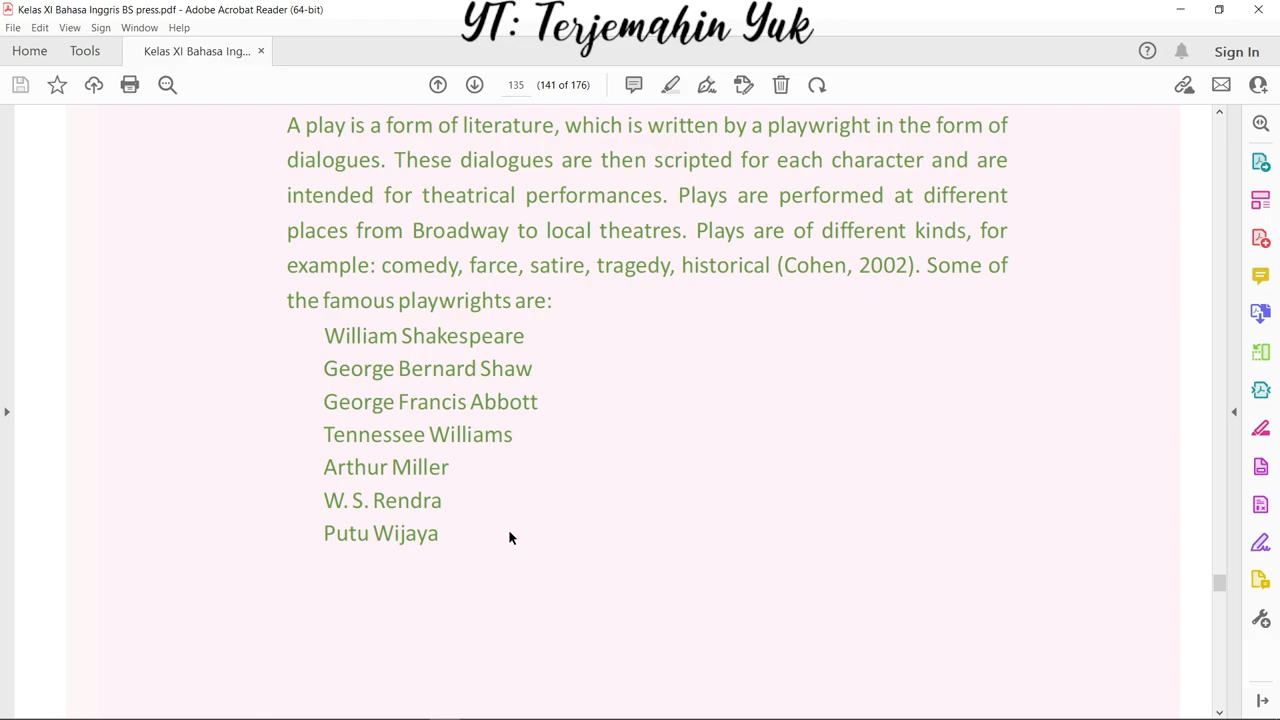 Kelas XI Bahasa Inggris BS press.pdf - Adobe Acrobat Reader (64-bit)
YT: Terjemahin Yuk
File Edit View Sign Window Help
Home Tools Kelas XI Bahasa Ing... × Sign In
135 (141 of 176)
A play is a form of literature, which is written by a playwright in the form of
dialogues. These dialogues are then scripted for each character and are
intended for theatrical performances. Plays are performed at different
places from Broadway to local theatres. Plays are of different kinds, for
example: comedy, farce, satire, tragedy, historical (Cohen, 2002). Some of
the famous playwrights are:
William Shakespeare
George Bernard Shaw
George Francis Abbott
Tennessee Williams
Arthur Miller
W. S. Rendra
Putu Wijaya